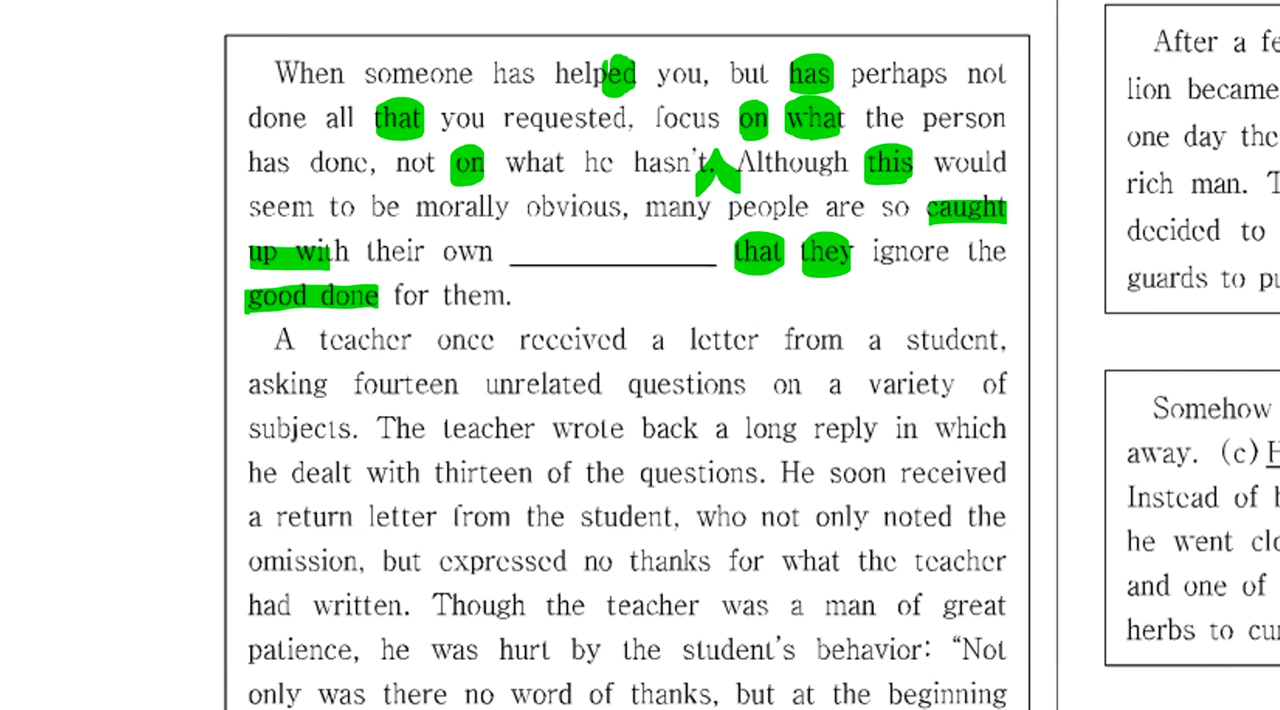 When someone has helped you, but has perhaps not
done all that you requested, focus on what the person
has done, not on what he hasn't. Although this would
seem to be morally obvious, many people are so caught
up with their own ____________ that they ignore the
good done for them.
A teacher once received a letter from a student,
asking fourteen unrelated questions on a variety of
subjects. The teacher wrote back a long reply in which
he dealt with thirteen of the questions. He soon received
a return letter from the student, who not only noted the
omission, but expressed no thanks for what the teacher
had written. Though the teacher was a man of great
patience, he was hurt by the student's behavior: “Not
only was there no word of thanks, but at the beginning
After a fe
lion became
one day the
rich man. T
decided to
guards to pu
Somehow
away. (c) H
Instead of b
he went clo
and one of
herbs to cur